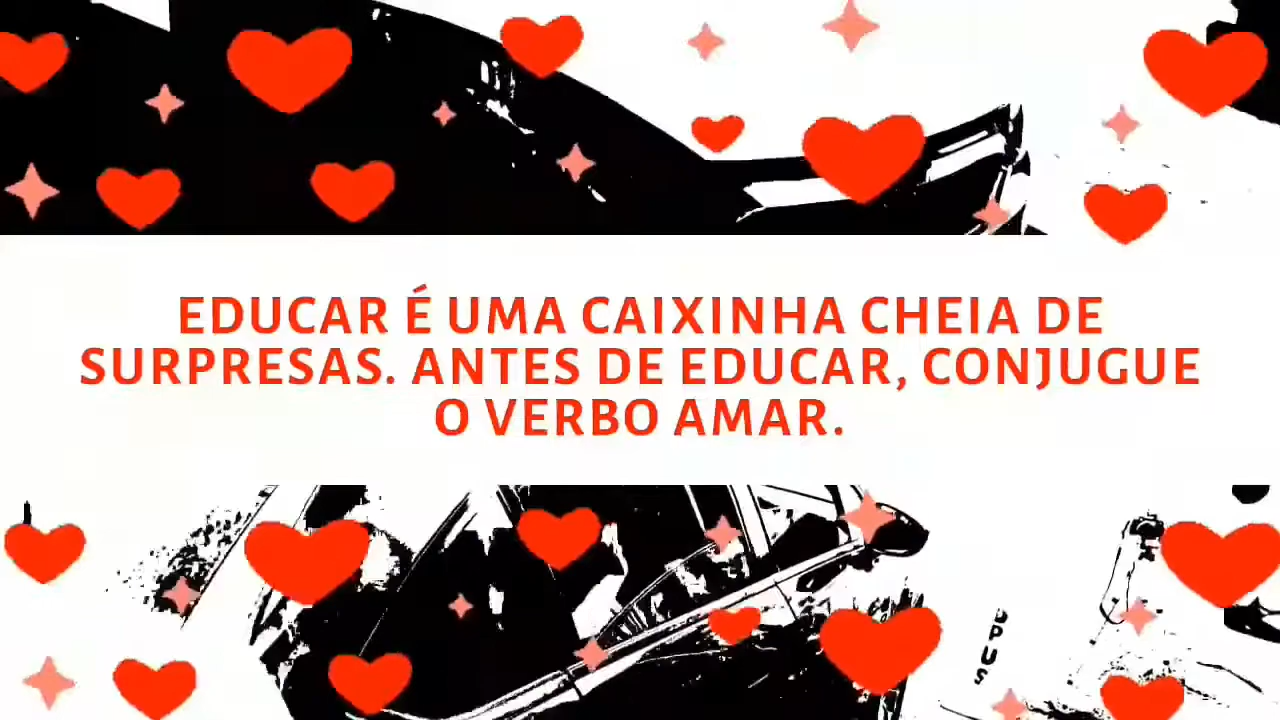 EDUCAR É UMA CAIXINHA CHEIA DE
SURPRESAS. ANTES DE EDUCAR, CONJUGUE
O VERBO AMAR.